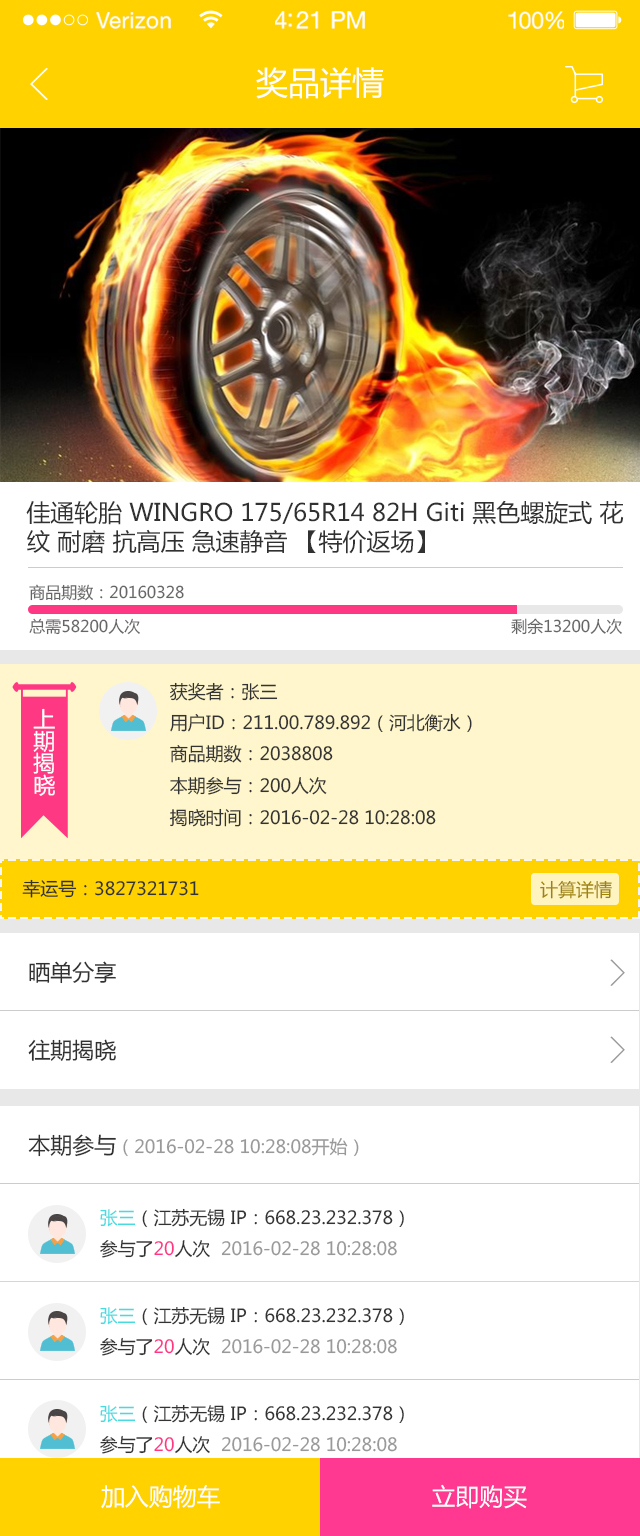 Verizon 4:21 PM 100%
奖品详情
佳通轮胎 WINGRO 175/65R14 82H Giti 黑色螺旋式 花
纹 耐磨 抗高压 急速静音 【特价返场】
商品期数：20160328
总需58200人次 剩余13200人次
上期揭晓
获奖者：张三
用户ID：211.00.789.892（河北衡水）
商品期数：2038808
本期参与：200人次
揭晓时间：2016-02-28 10:28:08
幸运号：3827321731 计算详情
晒单分享
往期揭晓
本期参与（2016-02-28 10:28:08开始）
张三（江苏无锡 IP：668.23.232.378）
参与了20人次 2016-02-28 10:28:08
张三（江苏无锡 IP：668.23.232.378）
参与了20人次 2016-02-28 10:28:08
张三（江苏无锡 IP：668.23.232.378）
参与了20人次 2016-02-28 10:28:08
加入购物车 立即购买